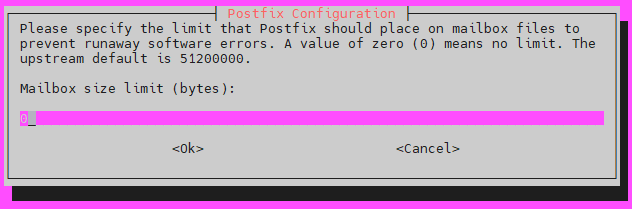 Postfix Configuration
Please specify the limit that Postfix should place on mailbox files to
prevent runaway software errors. A value of zero (0) means no limit. The
upstream default is 51200000.
Mailbox size limit (bytes):
0_
<Ok> <Cancel>